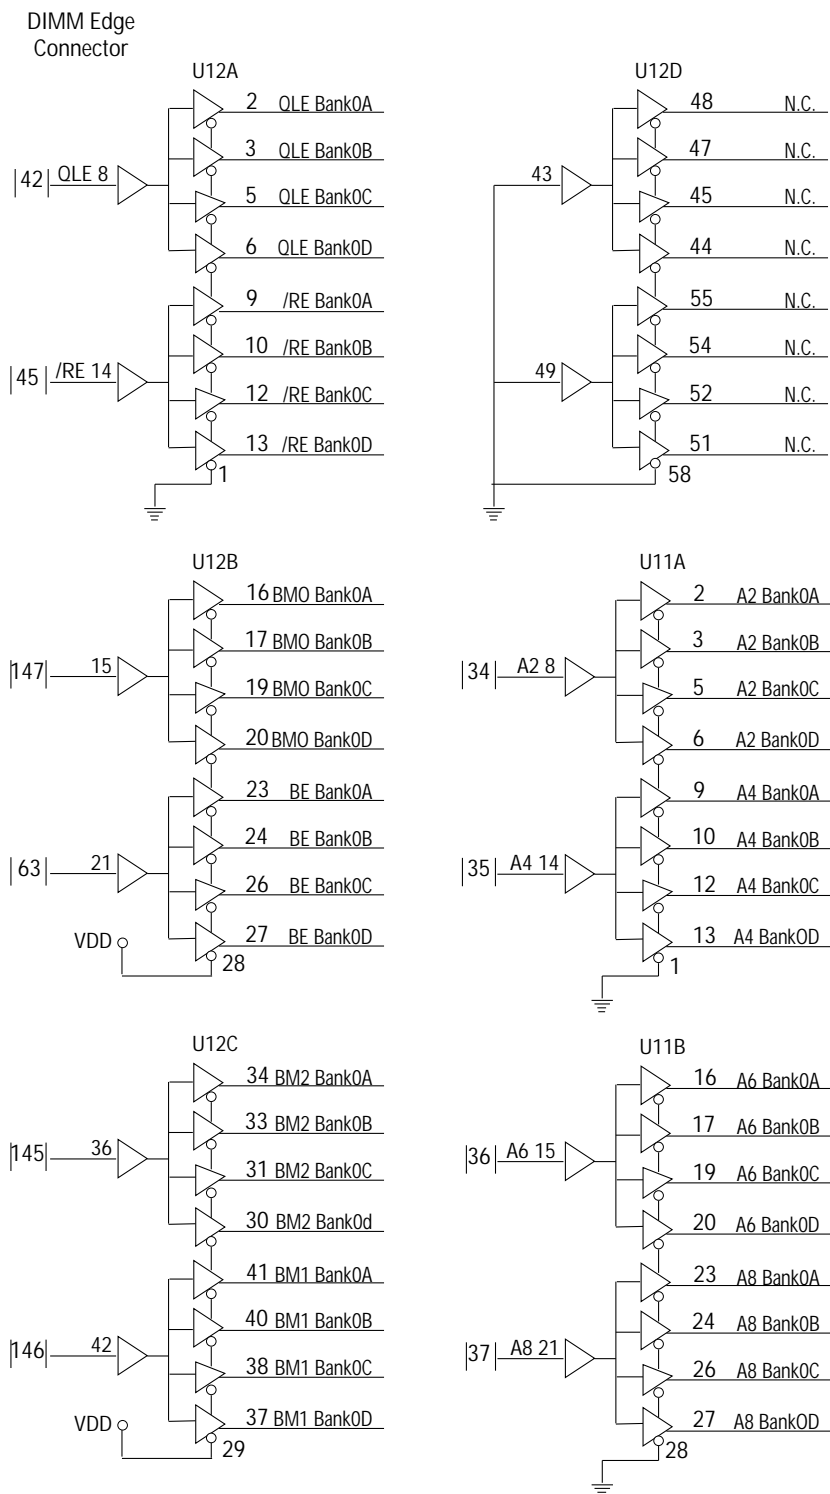 DIMM Edge
Connector
U12A
2 QLE Bank0A
3 QLE Bank0B
|42| QLE 8
5 QLE Bank0C
6 QLE Bank0D
9 /RE Bank0A
10 /RE Bank0B
|45| /RE 14
12 /RE Bank0C
13 /RE Bank0D
1
U12D
48 N.C.
47 N.C.
43
45 N.C.
44 N.C.
55 N.C.
54 N.C.
49
52 N.C.
51 N.C.
58
U12B
16 BMO Bank0A
17 BMO Bank0B
|147| 15
19 BMO Bank0C
20 BMO Bank0D
23 BE Bank0A
24 BE Bank0B
|63| 21
26 BE Bank0C
27 BE Bank0D
VDD
28
U11A
2 A2 Bank0A
3 A2 Bank0B
|34| A2 8
5 A2 Bank0C
6 A2 Bank0D
9 A4 Bank0A
10 A4 Bank0B
|35| A4 14
12 A4 Bank0C
13 A4 BankOD
1
U12C
34 BM2 Bank0A
33 BM2 Bank0B
|145| 36
31 BM2 Bank0C
30 BM2 Bank0d
41 BM1 Bank0A
40 BM1 Bank0B
|146| 42
38 BM1 Bank0C
37 BM1 Bank0D
VDD
29
U11B
16 A6 Bank0A
17 A6 Bank0B
|36| A6 15
19 A6 Bank0C
20 A6 Bank0D
23 A8 Bank0A
24 A8 Bank0B
|37| A8 21
26 A8 Bank0C
27 A8 BankOD
28